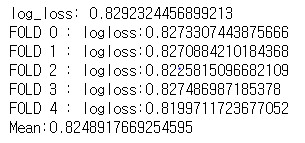 log_loss: 0.8292324456899213
FOLD 0 : logloss:0.8273307443875666
FOLD 1 : logloss:0.8270884210184368
FOLD 2 : logloss:0.8225815096682109
FOLD 3 : logloss:0.827486987185378
FOLD 4 : logloss:0.8199711723677052
Mean:0.8248917669254595